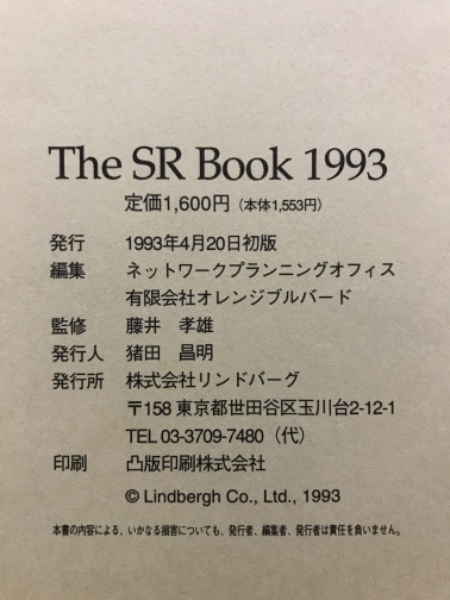 The SR Book 1993
定価1,600円（本体1,553円）
発行 1993年4月20日初版
編集 ネットワークプランニングオフィス
有限会社オレンジブルバード
監修 藤井 孝雄
発行人 猪田 昌明
発行所 株式会社リンドバーグ
〒158 東京都世田谷区玉川台2-12-1
TEL 03-3709-7480（代）
印刷 凸版印刷株式会社
© Lindbergh Co., Ltd., 1993
本書の内容による、いかなる損害についても、発行者、編集者、発行者は責任を負いません。